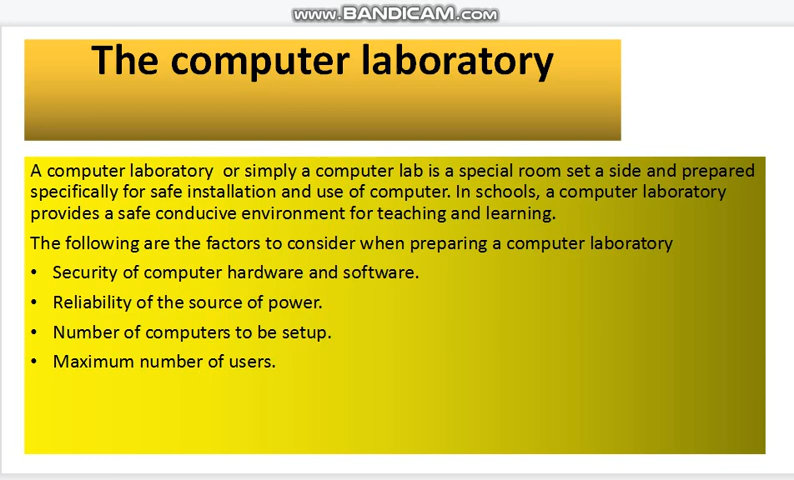 www.BANDICAM.com
The computer laboratory
A computer laboratory or simply a computer lab is a special room set a side and prepared
specifically for safe installation and use of computer. In schools, a computer laboratory
provides a safe conducive environment for teaching and learning.
The following are the factors to consider when preparing a computer laboratory
• Security of computer hardware and software.
• Reliability of the source of power.
• Number of computers to be setup.
• Maximum number of users.